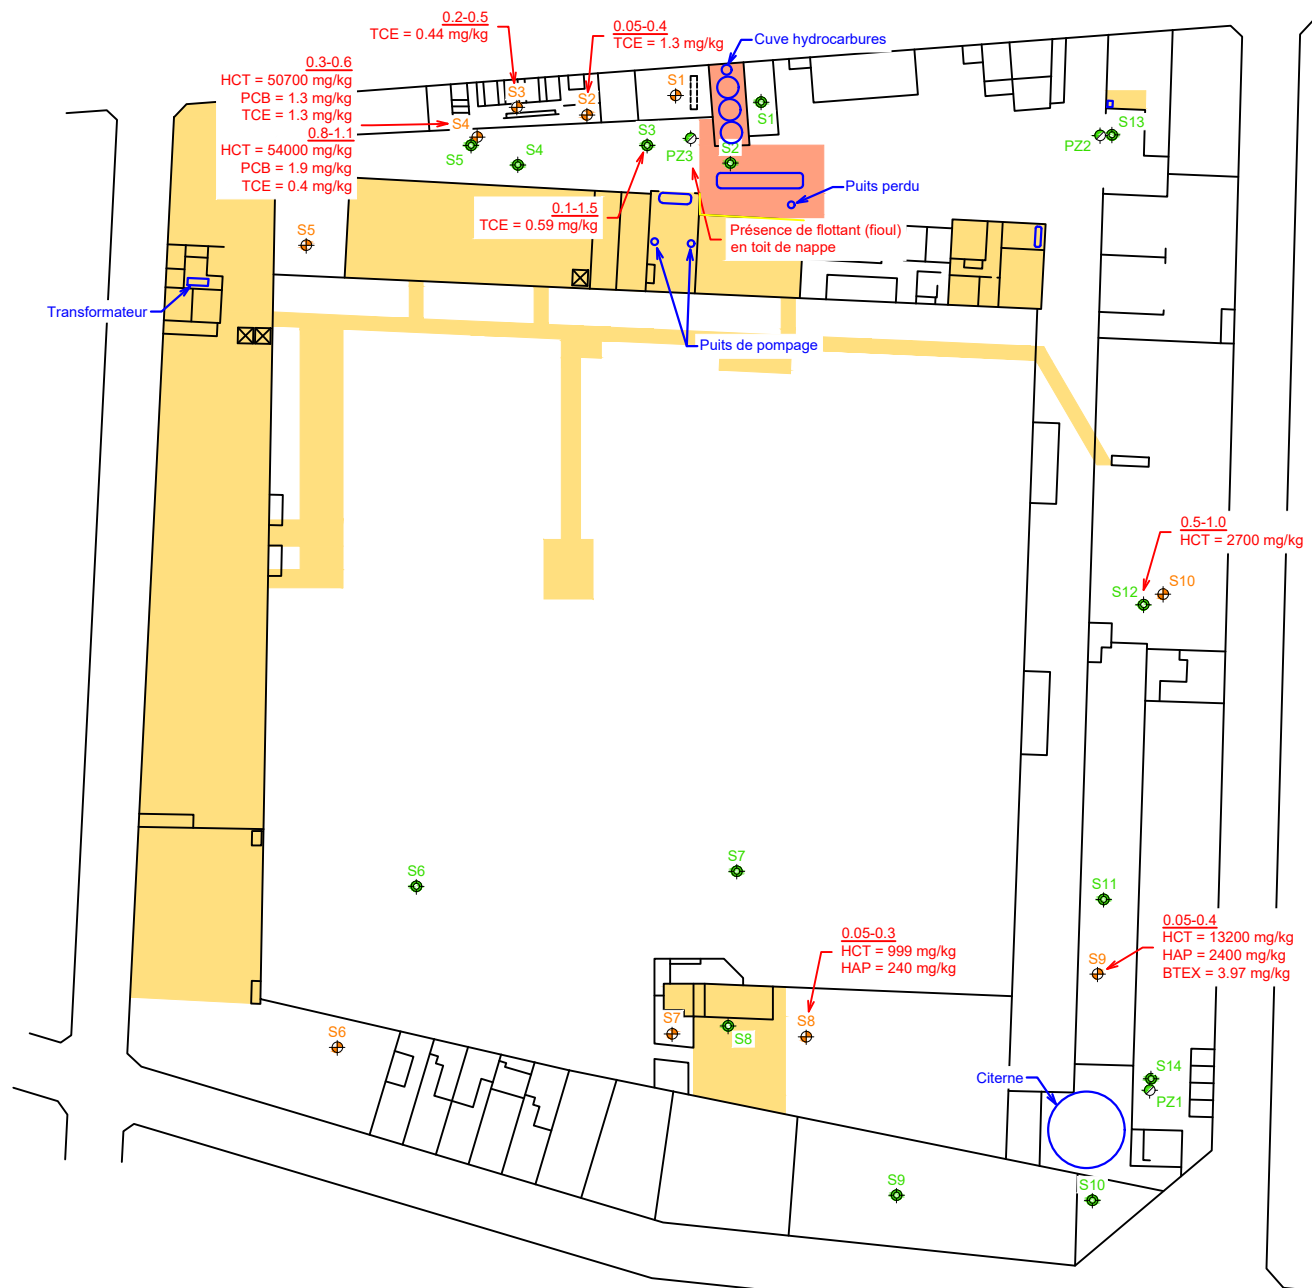 0.2-0.5
TCE = 0.44 mg/kg
0.05-0.4
TCE = 1.3 mg/kg
Cuve hydrocarbures
0.3-0.6
HCT = 50700 mg/kg
PCB = 1.3 mg/kg
TCE = 1.3 mg/kg
0.8-1.1
HCT = 54000 mg/kg
PCB = 1.9 mg/kg
TCE = 0.4 mg/kg
S3
S2
S1
S1
S4
S5
S4
S3
PZ3
S2
PZ2
S13
Puits perdu
0.1-1.5
TCE = 0.59 mg/kg
S5
Présence de flottant (fioul)
en toit de nappe
Transformateur
Puits de pompage
0.5-1.0
HCT = 2700 mg/kg
S10
S12
S6
S7
S11
0.05-0.4
HCT = 13200 mg/kg
HAP = 2400 mg/kg
BTEX = 3.97 mg/kg
0.05-0.3
HCT = 999 mg/kg
HAP = 240 mg/kg
S9
S6
S7
S8
S8
S14
Citerne
PZ1
S9
S10